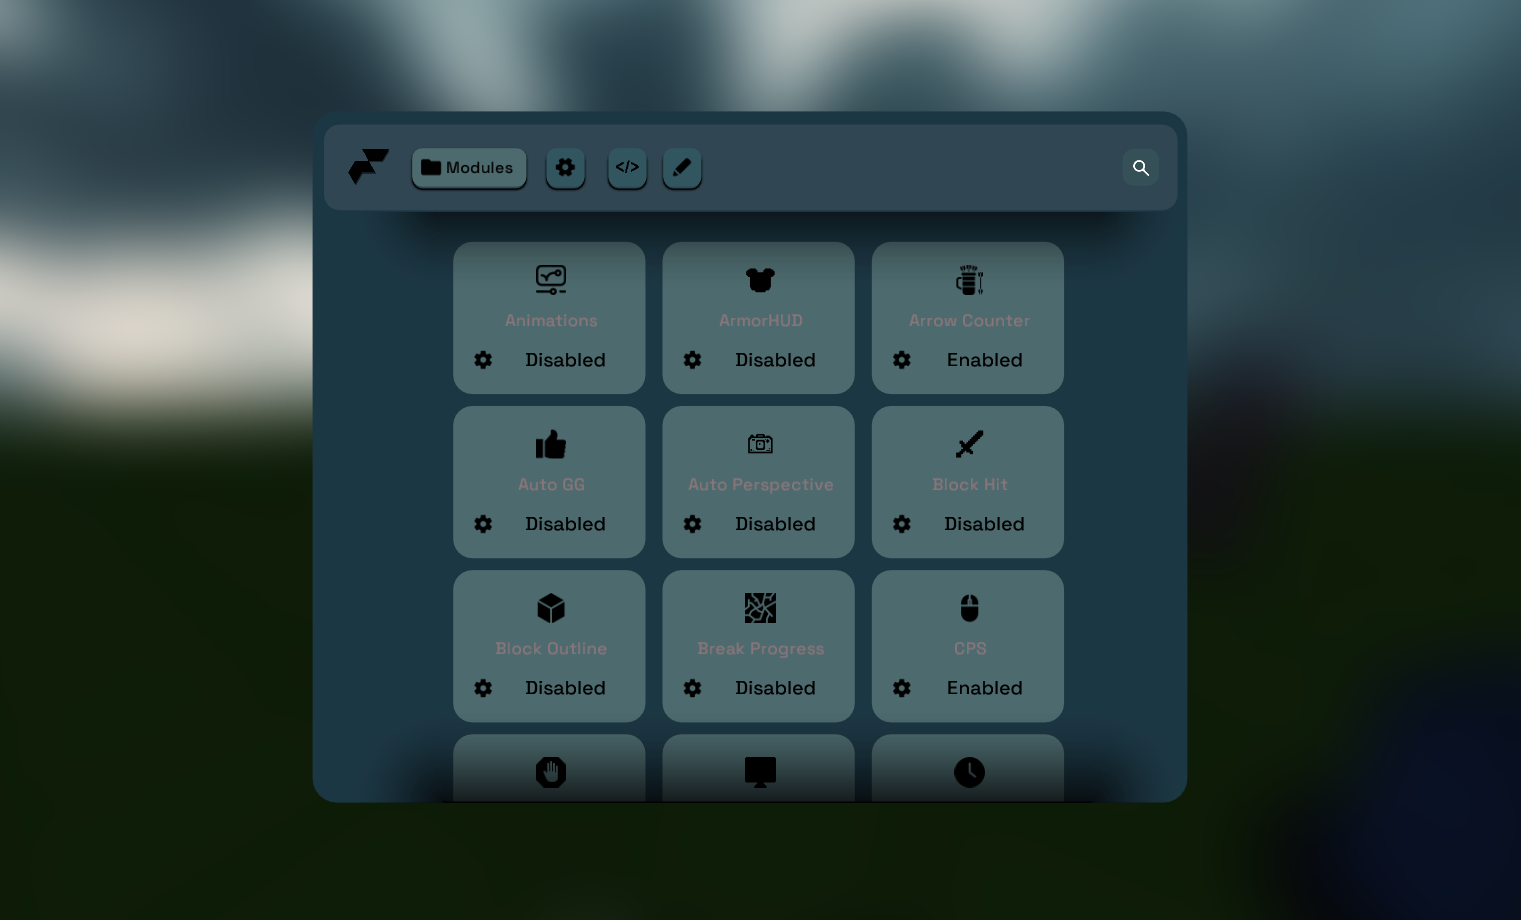 Modules
</>
Animations
Disabled
ArmorHUD
Disabled
Arrow Counter
Enabled
Auto GG
Disabled
Auto Perspective
Disabled
Block Hit
Disabled
Block Outline
Disabled
Break Progress
Disabled
CPS
Enabled